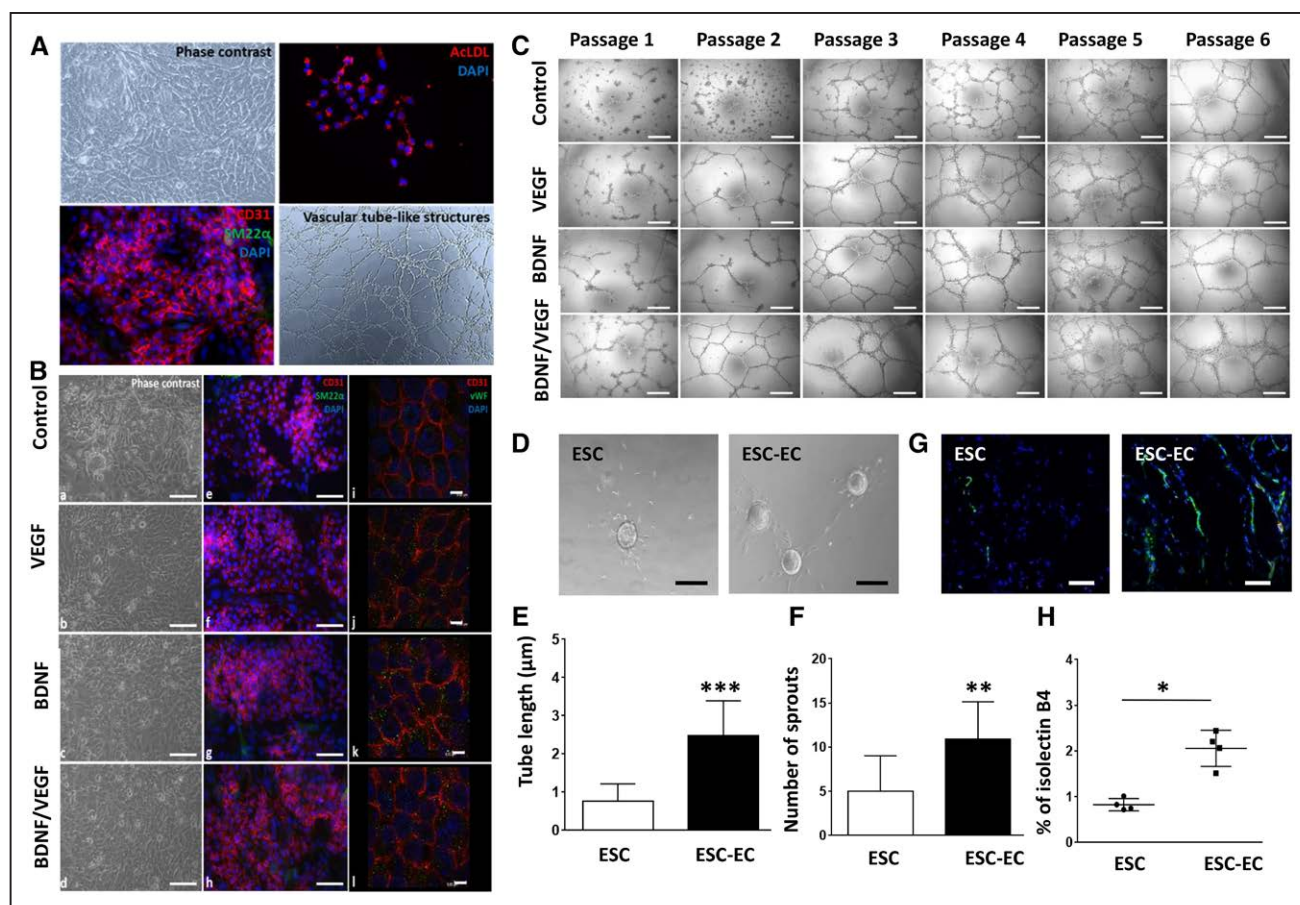 A
Phase contrast
AcLDL
DAPI
CD31
SM22α
DAPI
Vascular tube-like structures
B
Control
VEGF
BDNF
BDNF/VEGF
Phase contrast
CD31
SM22α
DAPI
CD31
vWF
DAPI
a
e
i
b
f
j
c
g
k
d
h
l
C
Passage 1 Passage 2 Passage 3 Passage 4 Passage 5 Passage 6
Control
VEGF
BDNF
BDNF/VEGF
D
ESC
ESC-EC
E
Tube length (µm)
5
4
3
2
1
0
***
ESC ESC-EC
F
Number of sprouts
20
15
10
5
0
**
ESC ESC-EC
G
ESC
ESC-EC
H
% of isolectin B4
4
3
2
1
0
*
ESC ESC-EC